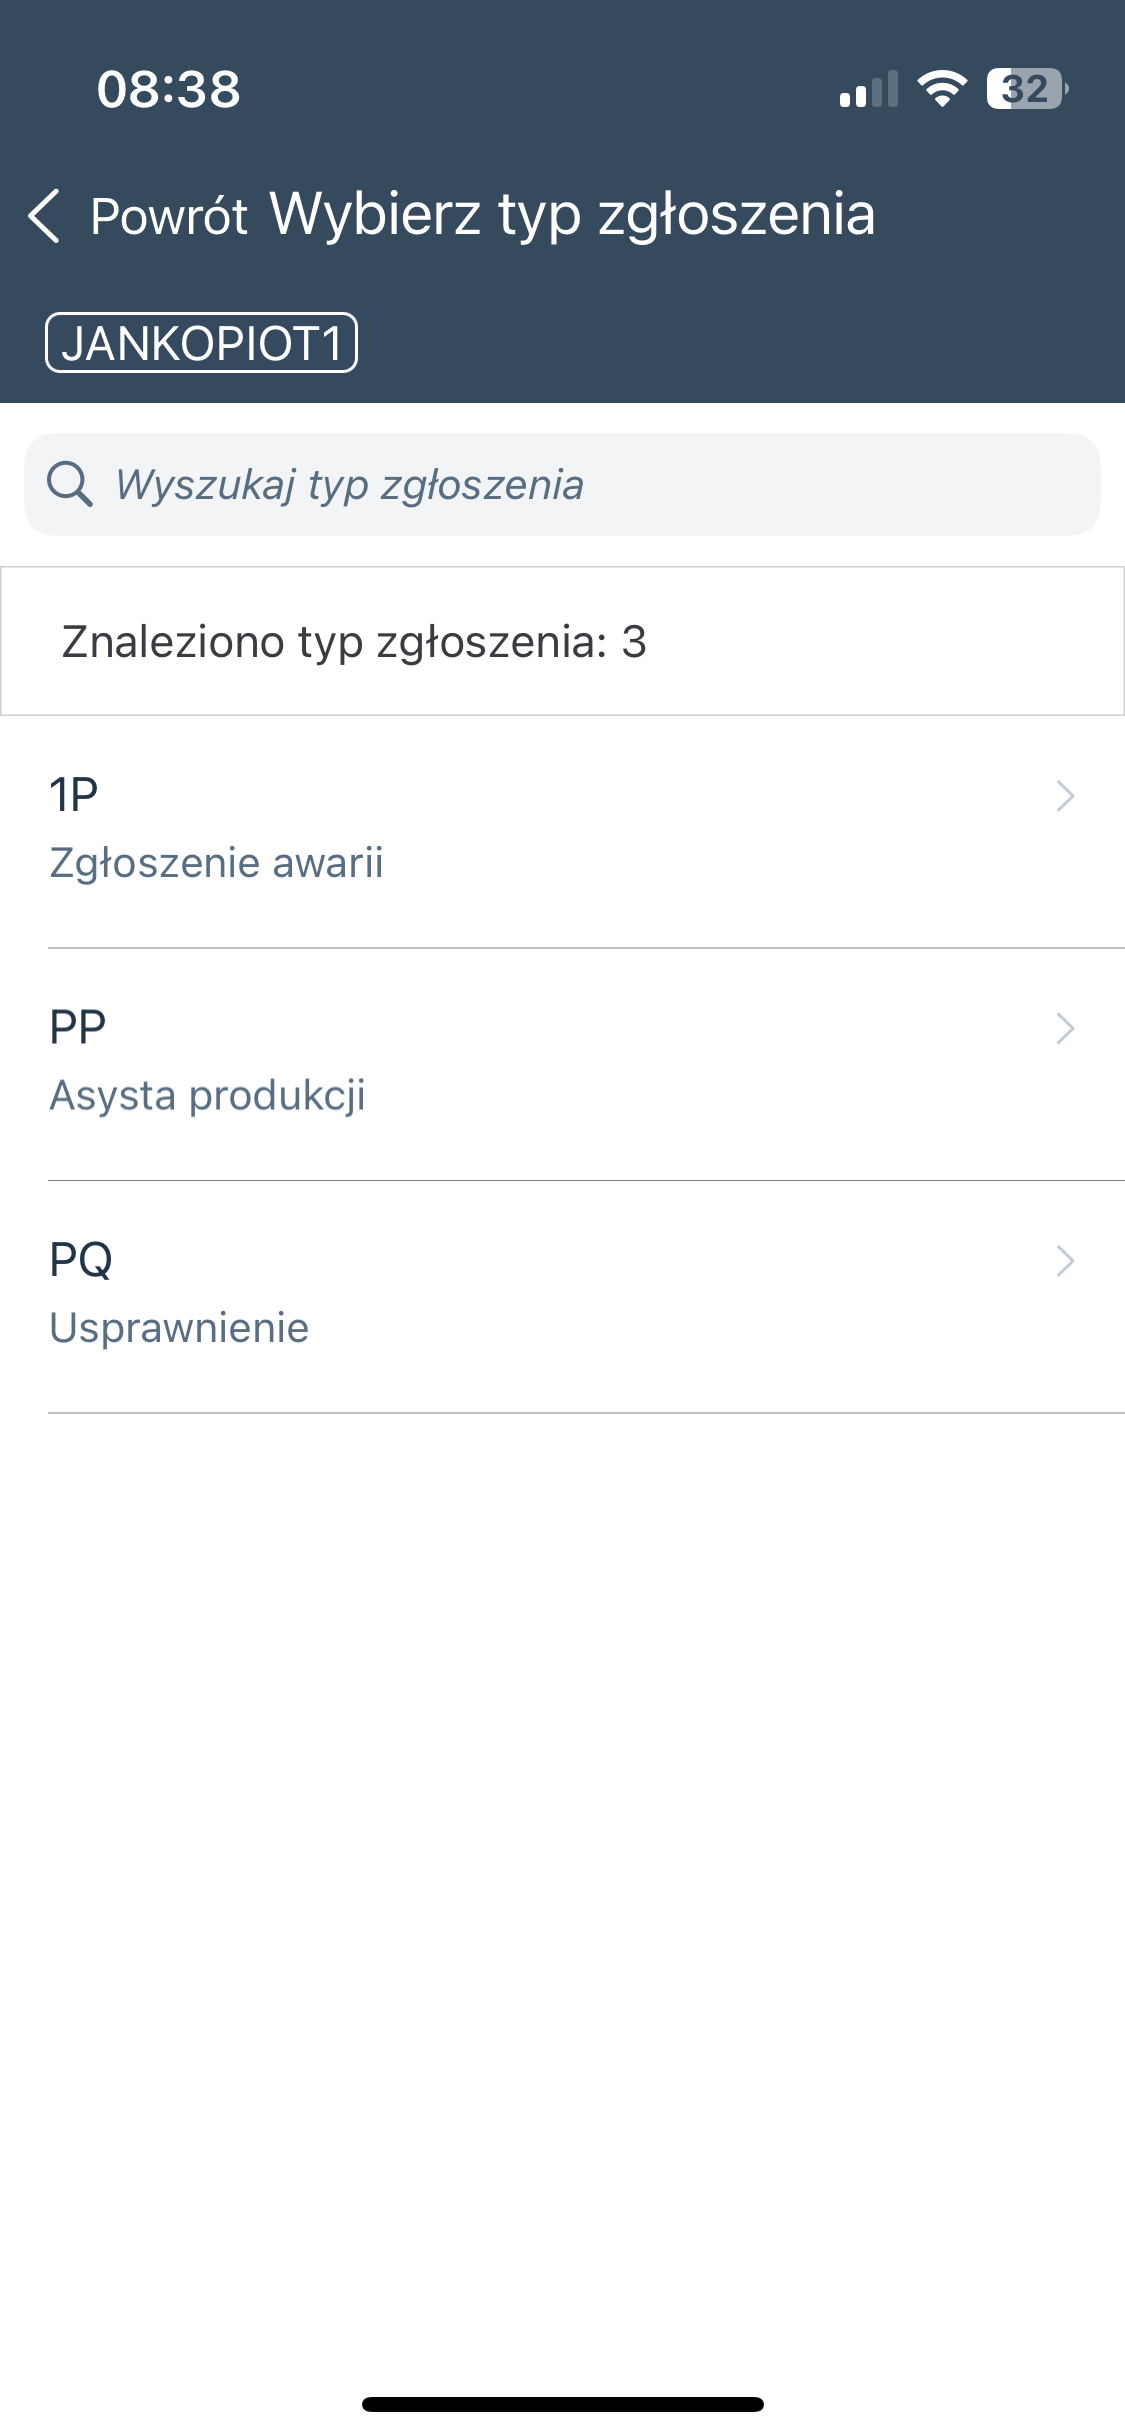 08:38
32
Powrót Wybierz typ zgłoszenia
JANKOPIOT1
Wyszukaj typ zgłoszenia
Znaleziono typ zgłoszenia: 3
1P
Zgłoszenie awarii
PP
Asysta produkcji
PQ
Usprawnienie